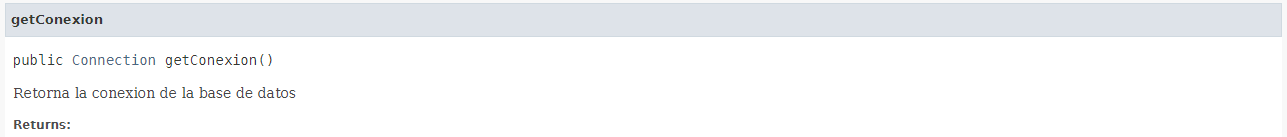 getConexion
public Connection getConexion()
Retorna la conexion de la base de datos
Returns: